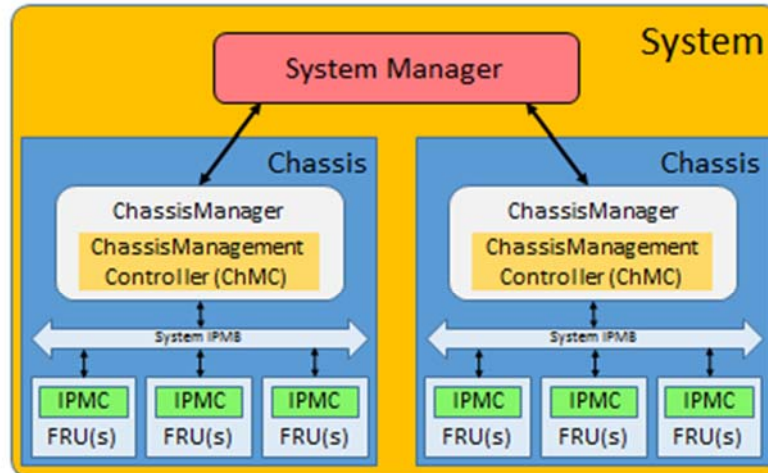 System
System Manager
Chassis
ChassisManager
ChassisManagement
Controller (ChMC)
System IPMB
IPMC
FRU(s)
IPMC
FRU(s)
IPMC
FRU(s)
Chassis
ChassisManager
ChassisManagement
Controller (ChMC)
System IPMB
IPMC
FRU(s)
IPMC
FRU(s)
IPMC
FRU(s)